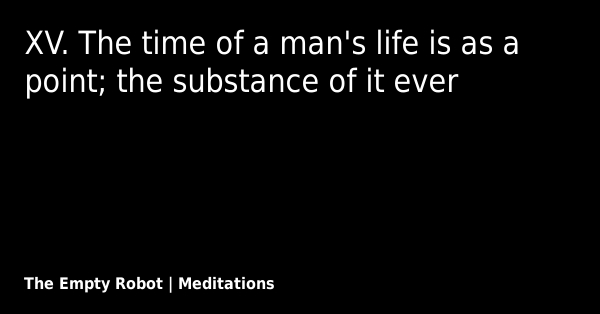 XV. The time of a man's life is as a
point; the substance of it ever
The Empty Robot | Meditations